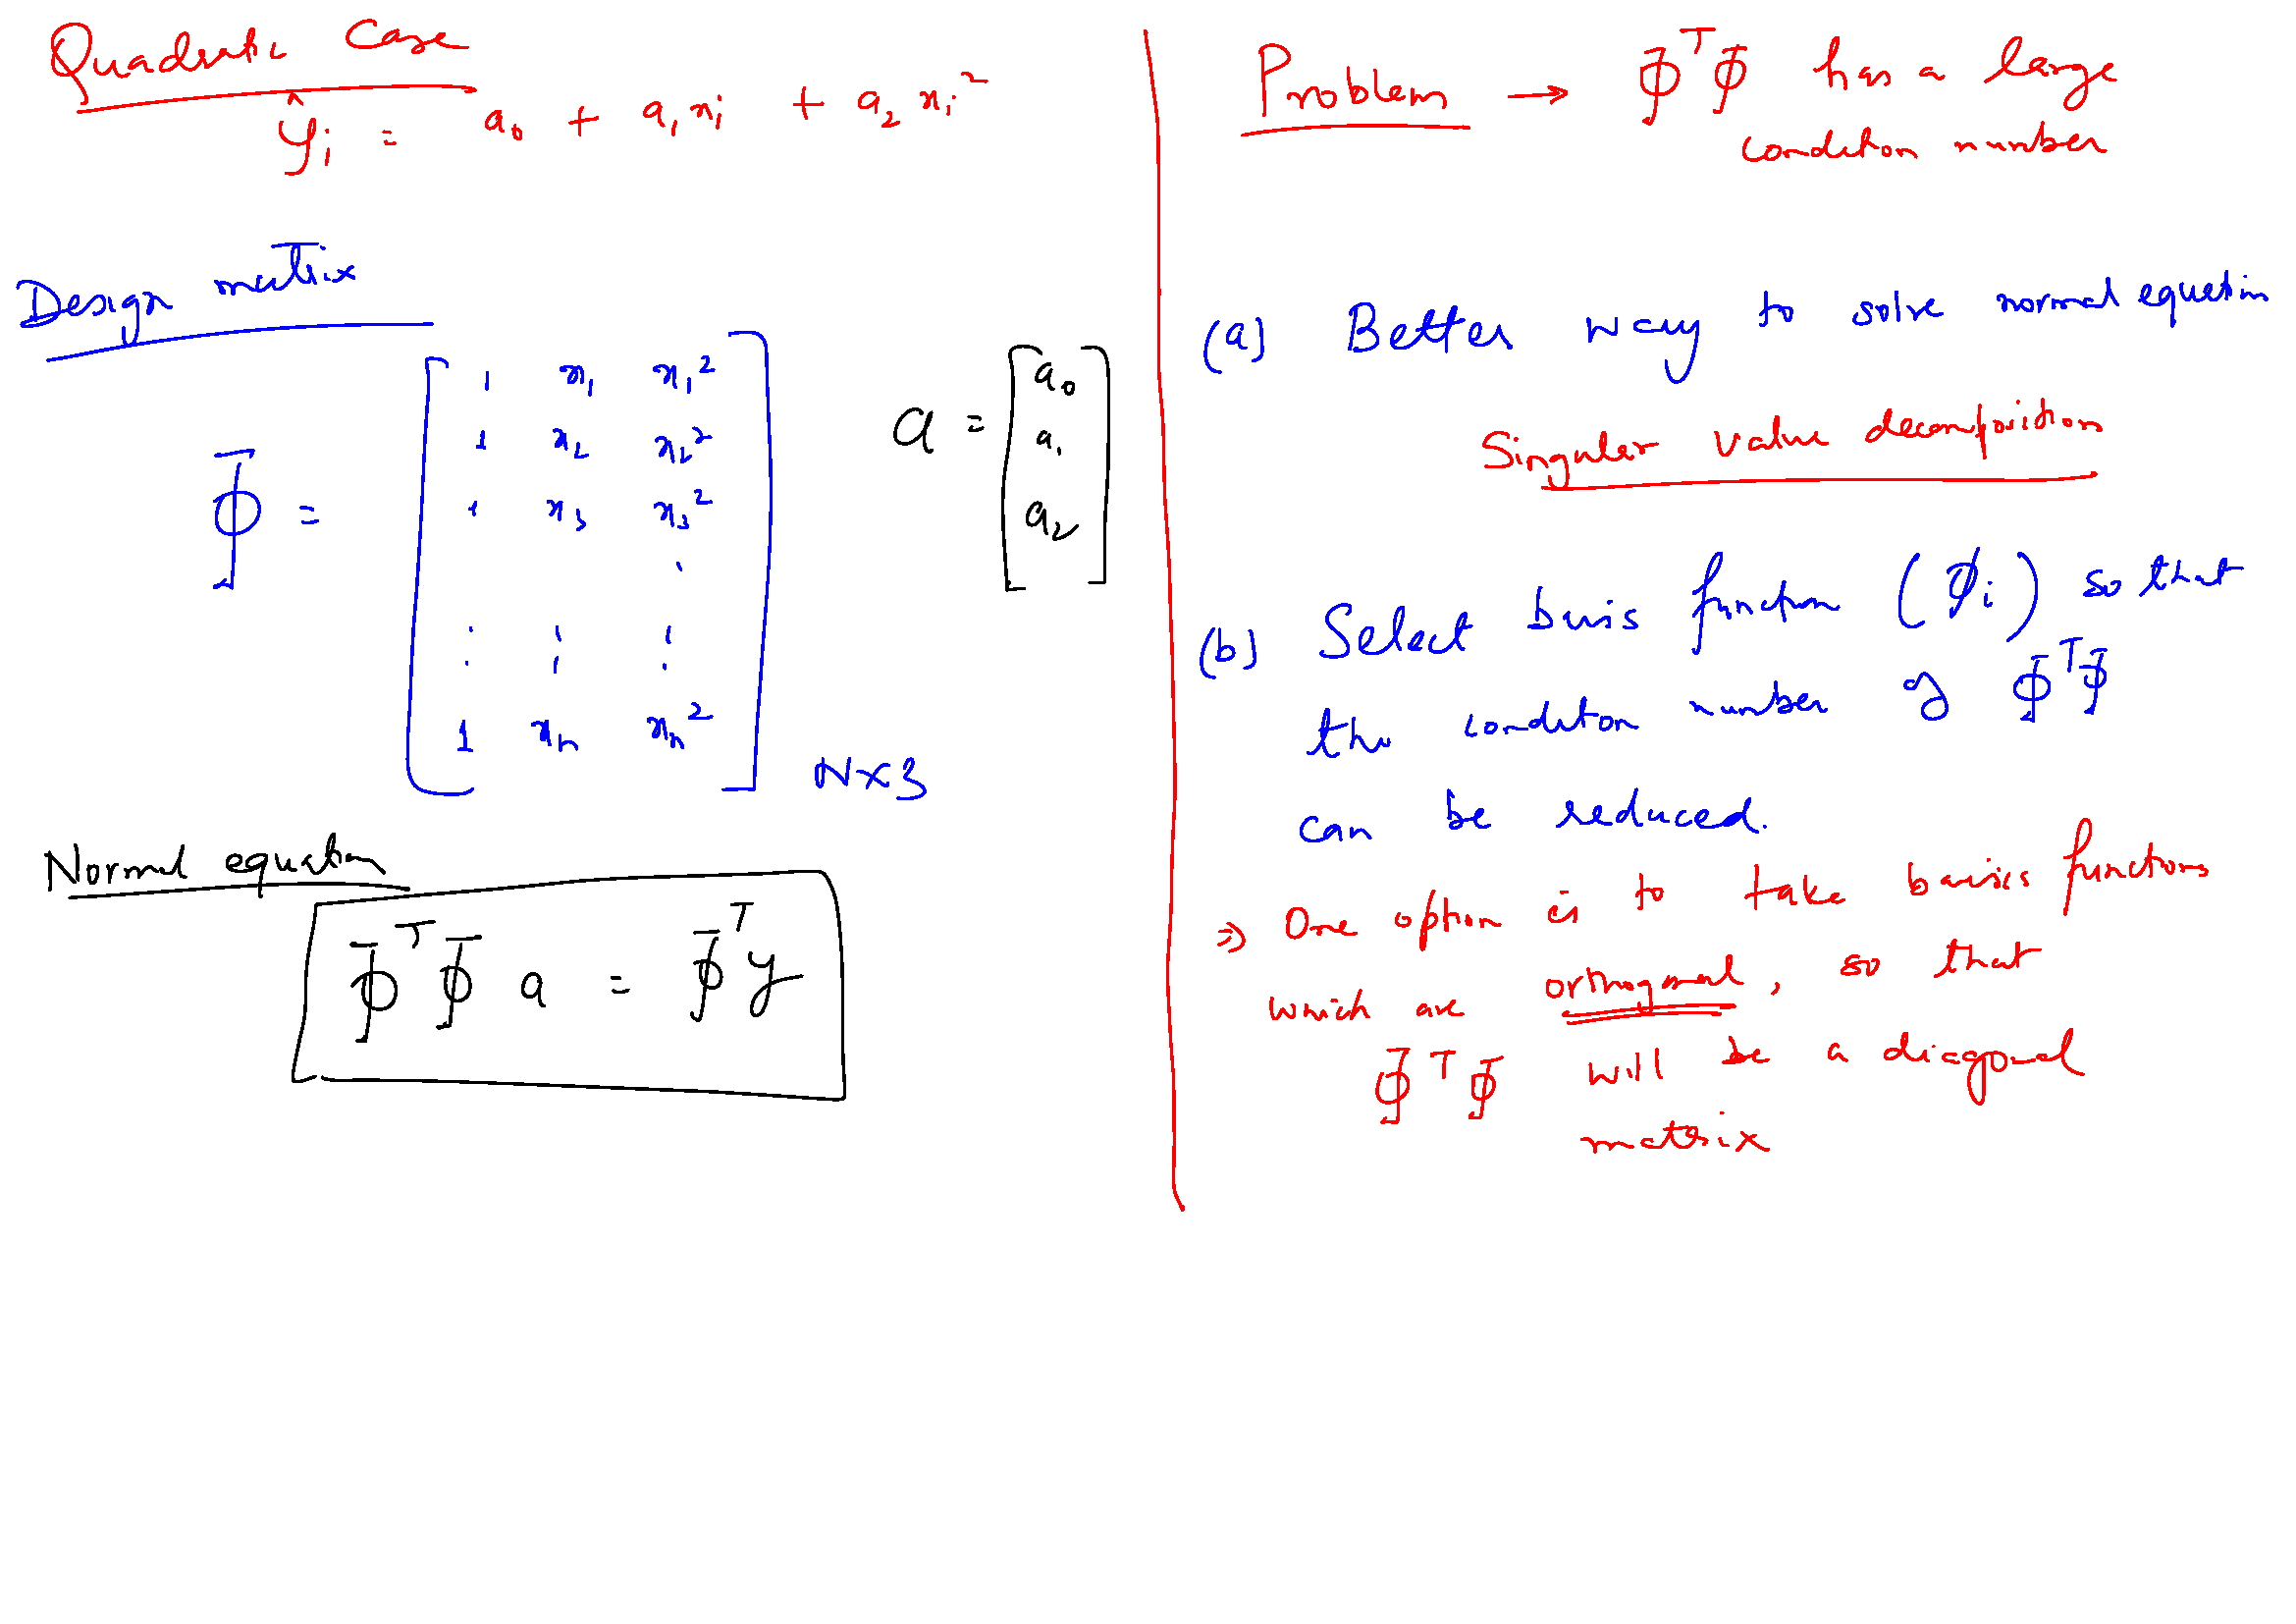 Quadratic Case
ŷᵢ = a₀ + a₁xᵢ + a₂xᵢ²
Design matrix
Φ = [ 1 x₁ x₁²
1 x₂ x₂²
1 x₃ x₃²
.
: : :
1 xₙ xₙ² ] N×3
a = [ a₀
a₁
a₂ ]
Normal equation
Φᵀ Φ a = Φᵀ y
Problem → ΦᵀΦ has a large
condition number
(a) Better way to solve normal equation
Singular value decomposition
(b) Select basis function (φᵢ) so that
the condition number of ΦᵀΦ
can be reduced.
⇒ One option is to take basis functions
which are orthogonal, so that
Φᵀ Φ will be a diagonal
matrix